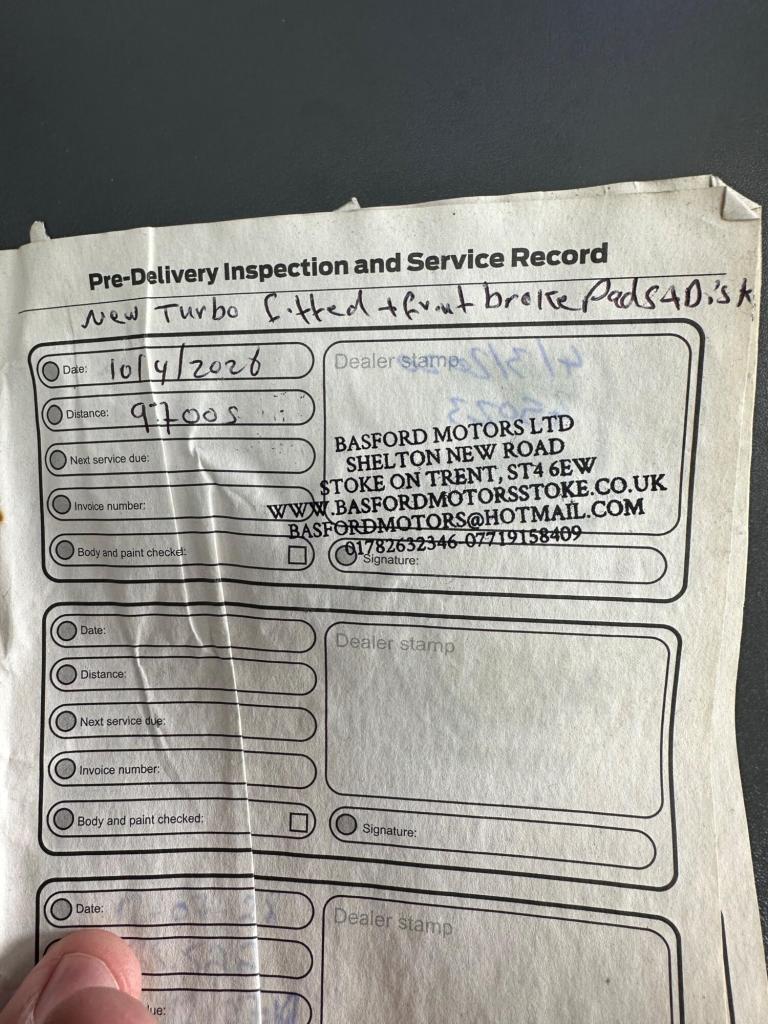 Pre-Delivery Inspection and Service Record
New Turbo fitted + front brake Pads + Disk
Date: 10/4/2026
Distance: 97005
Next service due:
Invoice number:
Body and paint checked:
Dealer stamp
BASFORD MOTORS LTD
SHELTON NEW ROAD
STOKE ON TRENT, ST4 6EW
WWW.BASFORDMOTORSSTOKE.CO.UK
BASFORDMOTORS@HOTMAIL.COM
01782632346-07719158409
Signature:
Date:
Distance:
Next service due:
Invoice number:
Body and paint checked:
Dealer stamp
Signature:
Date:
Dealer stamp
ue: